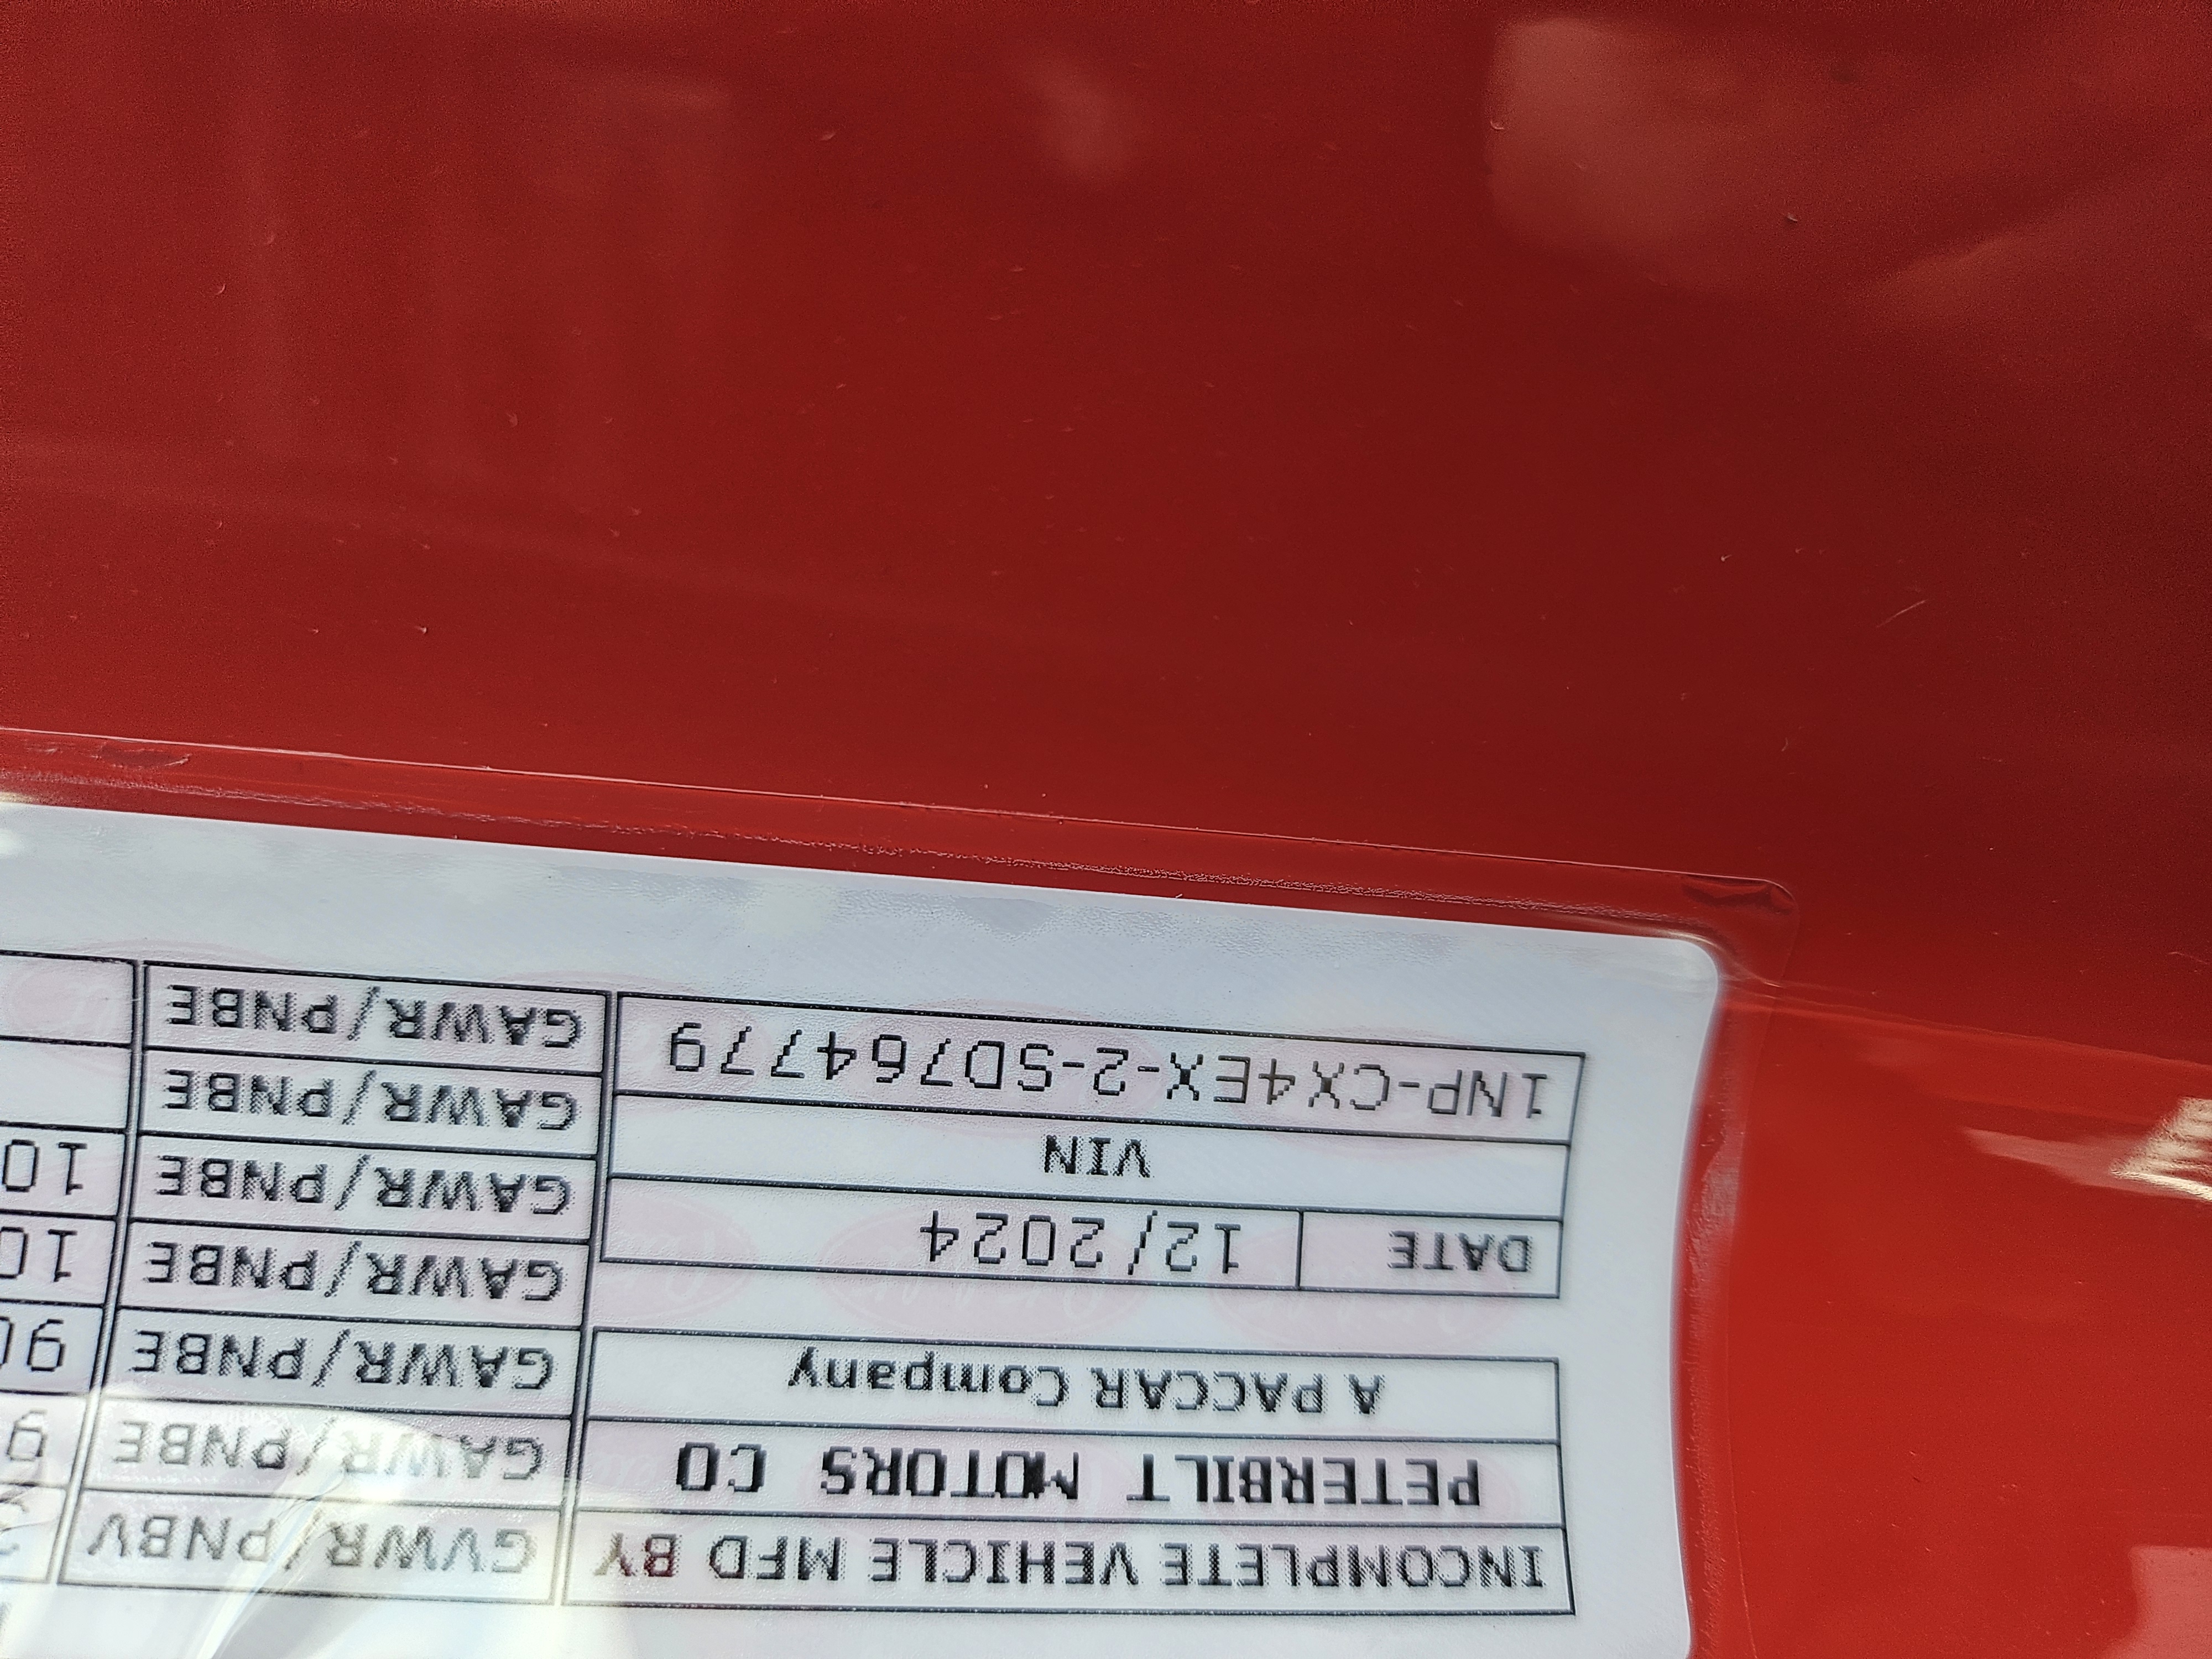 INCOMPLETE VEHICLE MFD BY
PETERBILT MOTORS CO
A PACCAR Company
DATE 12/2024
VIN
1NP-CX4EX-2-SD764779
GVWR/PNBV
GAWR/PNBE
GAWR/PNBE
GAWR/PNBE
GAWR/PNBE 10
GAWR/PNBE
GAWR/PNBE